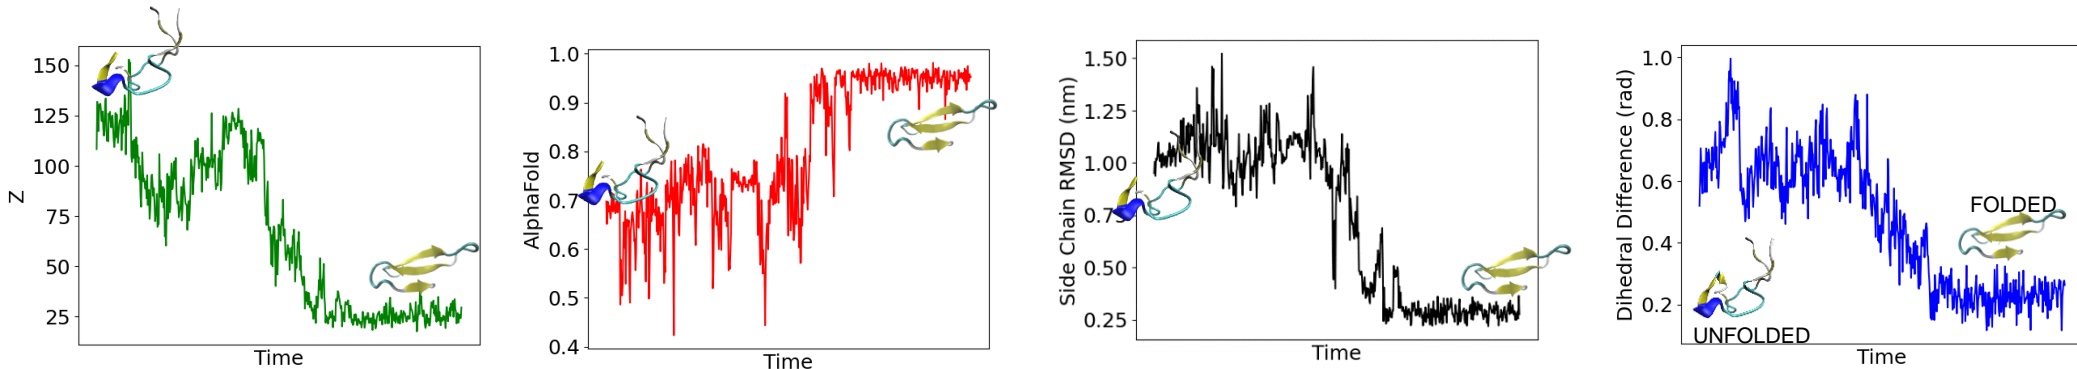 Z
150
125
100
75
50
25
Time
AlphaFold
1.0
0.9
0.8
0.7
0.6
0.5
0.4
Time
Side Chain RMSD (nm)
1.50
1.25
1.00
0.75
0.50
0.25
Time
Dihedral Difference (rad)
1.0
0.8
0.6
0.4
0.2
FOLDED
UNFOLDED
Time